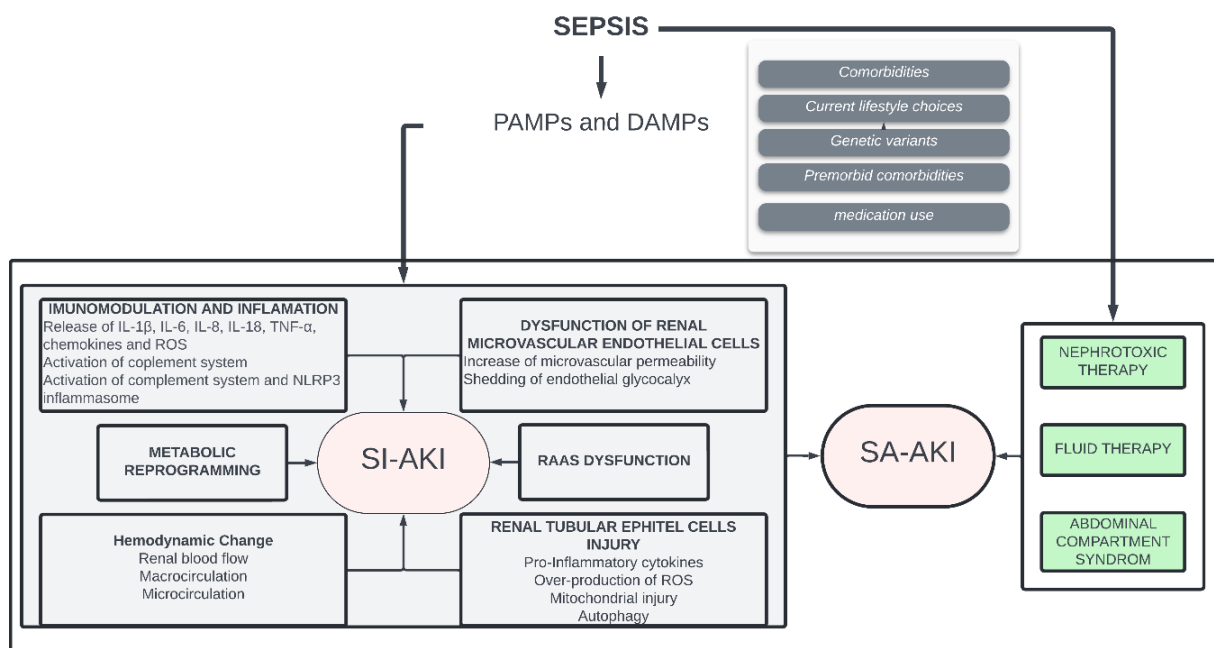 SEPSIS
PAMPs and DAMPs
Comorbidities
Current lifestyle choices
Genetic variants
Premorbid comorbidities
medication use
IMUNOMODULATION AND INFLAMATION
Release of IL-1β, IL-6, IL-8, IL-18, TNF-α,
chemokines and ROS
Activation of coplement system
Activation of complement system and NLRP3
inflammasome
DYSFUNCTION OF RENAL
MICROVASCULAR ENDOTHELIAL CELLS
Increase of microvascular permeability
Shedding of endothelial glycocalyx
METABOLIC
REPROGRAMMING
SI-AKI
RAAS DYSFUNCTION
Hemodynamic Change
Renal blood flow
Macrocirculation
Microcirculation
RENAL TUBULAR EPHITEL CELLS
INJURY
Pro-Inflammatory cytokines
Over-production of ROS
Mitochondrial injury
Autophagy
SA-AKI
NEPHROTOXIC
THERAPY
FLUID THERAPY
ABDOMINAL
COMPARTMENT
SYNDROM